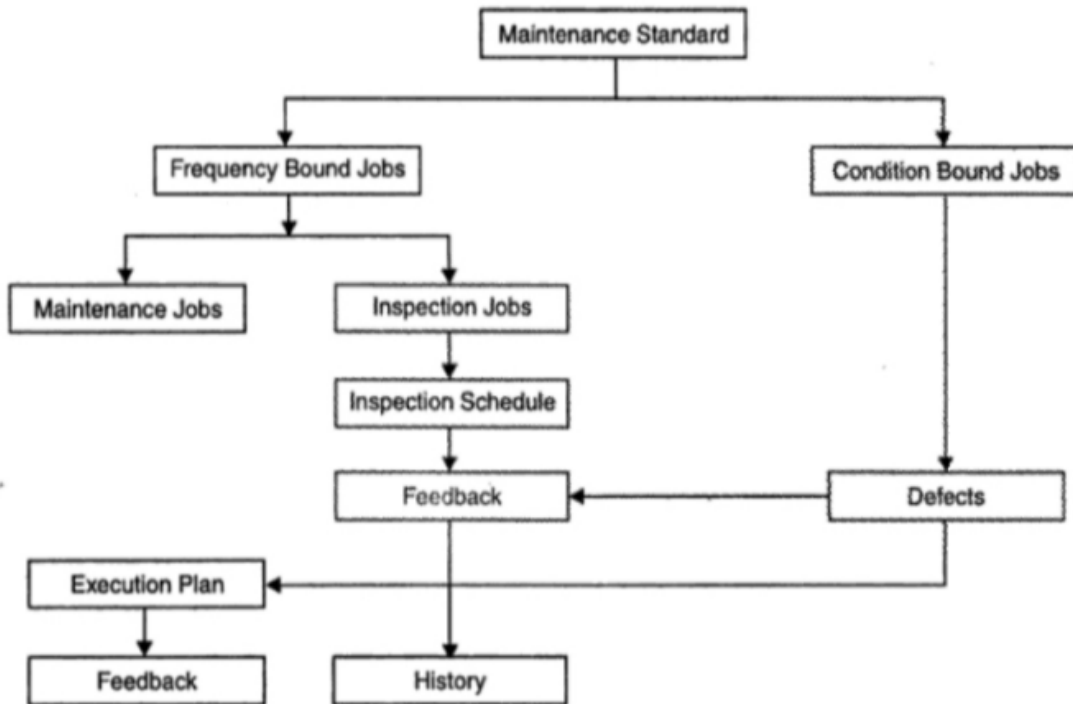 Maintenance Standard
Frequency Bound Jobs
Condition Bound Jobs
Maintenance Jobs
Inspection Jobs
Inspection Schedule
Feedback
Defects
Execution Plan
Feedback
History